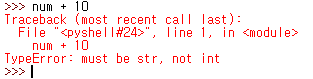 >>> num + 10
Traceback (most recent call last):
  File "<pyshell#24>", line 1, in <module>
    num + 10
TypeError: must be str, not int
>>>